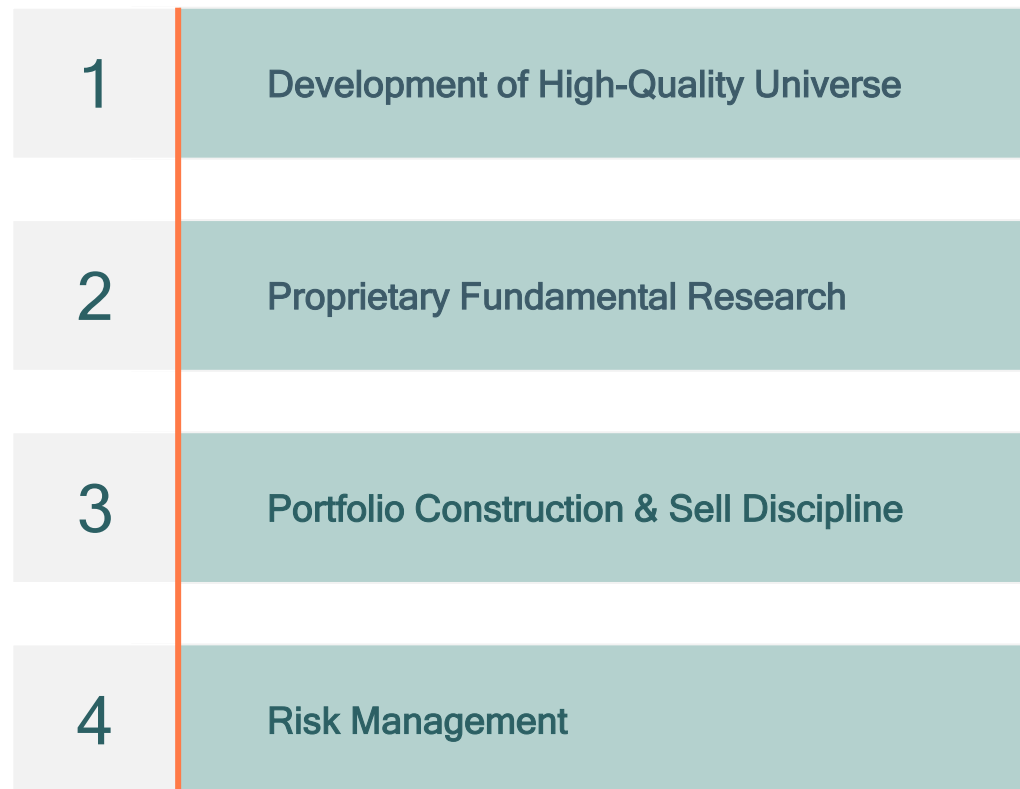 1
Development of High-Quality Universe
2
Proprietary Fundamental Research
3
Portfolio Construction & Sell Discipline
4
Risk Management